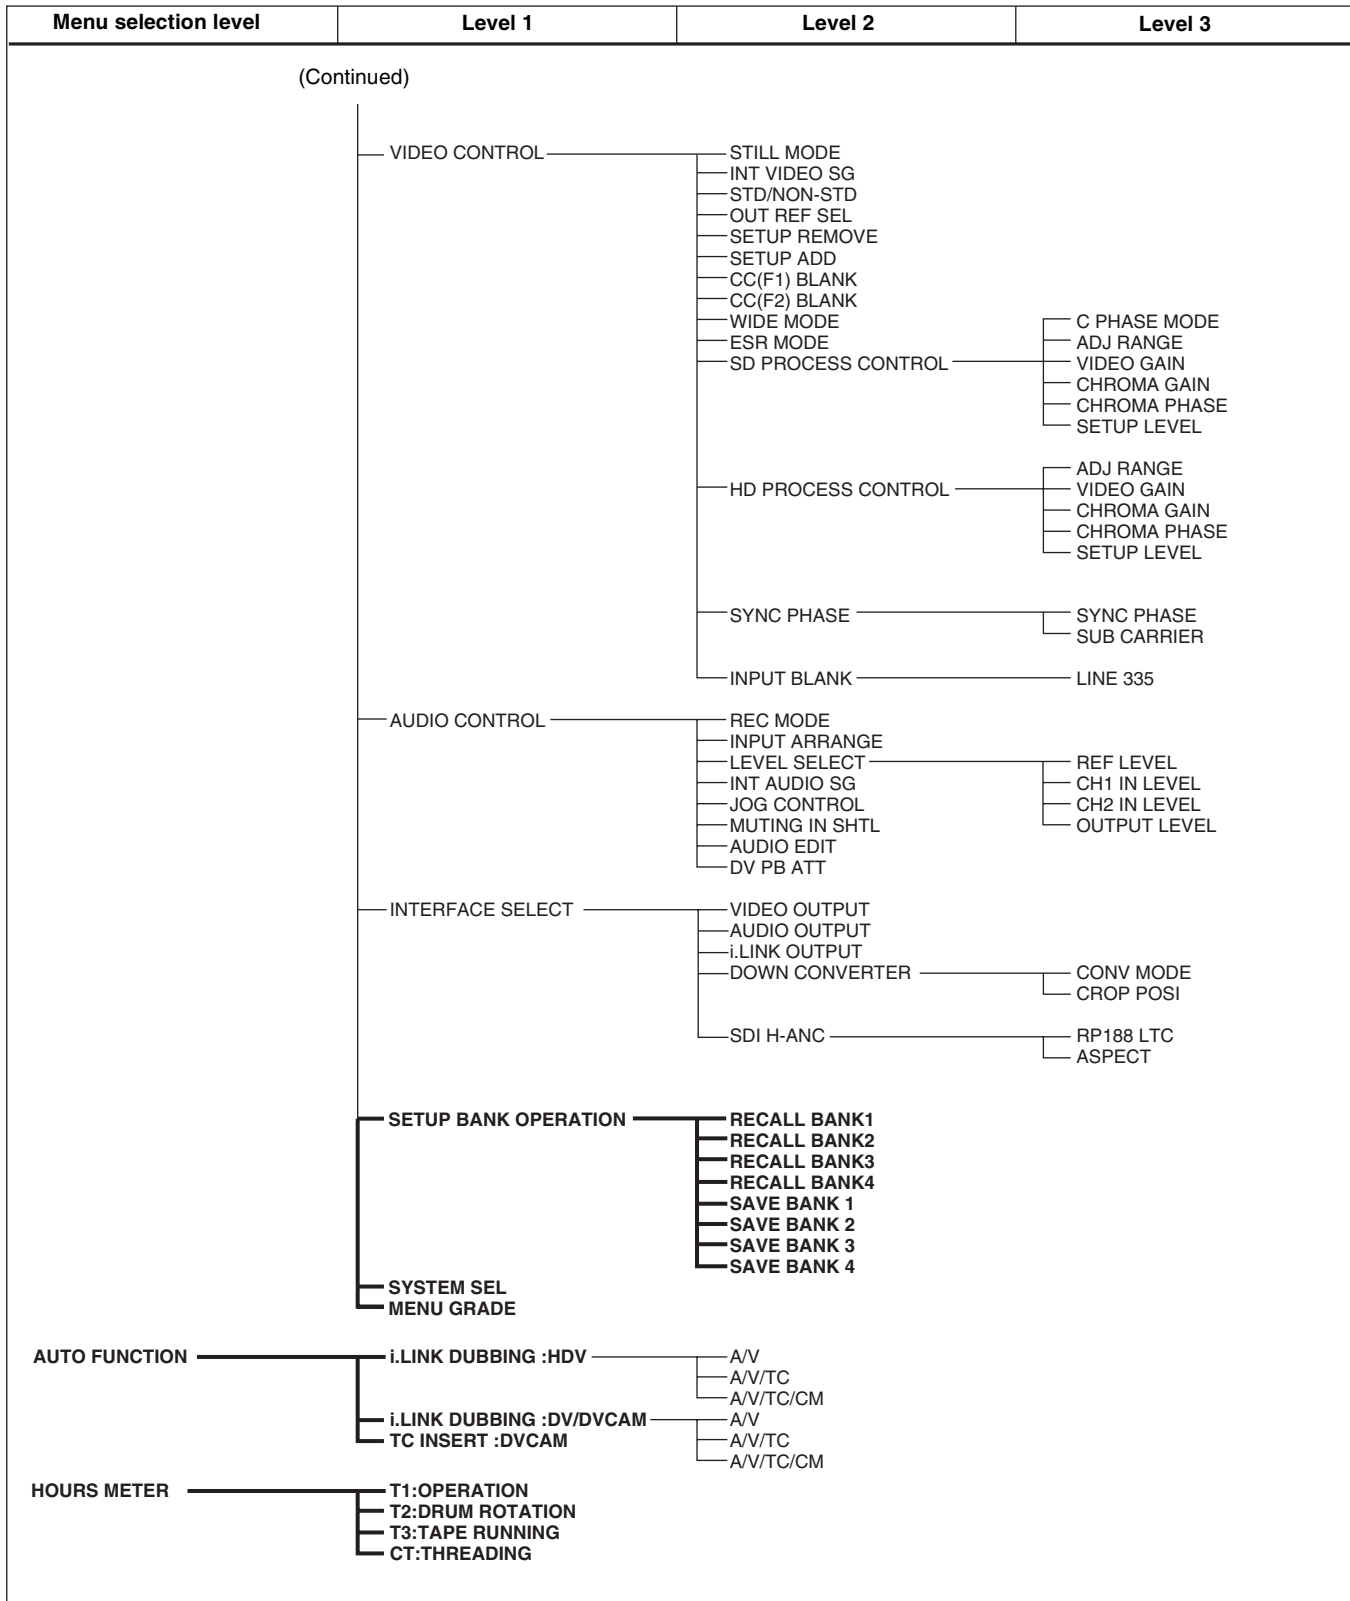 Menu selection level Level 1 Level 2 Level 3
(Continued)
VIDEO CONTROL STILL MODE
INT VIDEO SG
STD/NON-STD
OUT REF SEL
SETUP REMOVE
SETUP ADD
CC(F1) BLANK
CC(F2) BLANK
WIDE MODE C PHASE MODE
ESR MODE ADJ RANGE
SD PROCESS CONTROL VIDEO GAIN
CHROMA GAIN
CHROMA PHASE
SETUP LEVEL
ADJ RANGE
HD PROCESS CONTROL VIDEO GAIN
CHROMA GAIN
CHROMA PHASE
SETUP LEVEL
SYNC PHASE SYNC PHASE
SUB CARRIER
INPUT BLANK LINE 335
AUDIO CONTROL REC MODE
INPUT ARRANGE
LEVEL SELECT REF LEVEL
INT AUDIO SG CH1 IN LEVEL
JOG CONTROL CH2 IN LEVEL
MUTING IN SHTL OUTPUT LEVEL
AUDIO EDIT
DV PB ATT
INTERFACE SELECT VIDEO OUTPUT
AUDIO OUTPUT
i.LINK OUTPUT
DOWN CONVERTER CONV MODE
CROP POSI
SDI H-ANC RP188 LTC
ASPECT
SETUP BANK OPERATION RECALL BANK1
RECALL BANK2
RECALL BANK3
RECALL BANK4
SAVE BANK 1
SAVE BANK 2
SAVE BANK 3
SAVE BANK 4
SYSTEM SEL
MENU GRADE
AUTO FUNCTION i.LINK DUBBING :HDV A/V
A/V/TC
A/V/TC/CM
i.LINK DUBBING :DV/DVCAM A/V
TC INSERT :DVCAM A/V/TC
A/V/TC/CM
HOURS METER T1:OPERATION
T2:DRUM ROTATION
T3:TAPE RUNNING
CT:THREADING